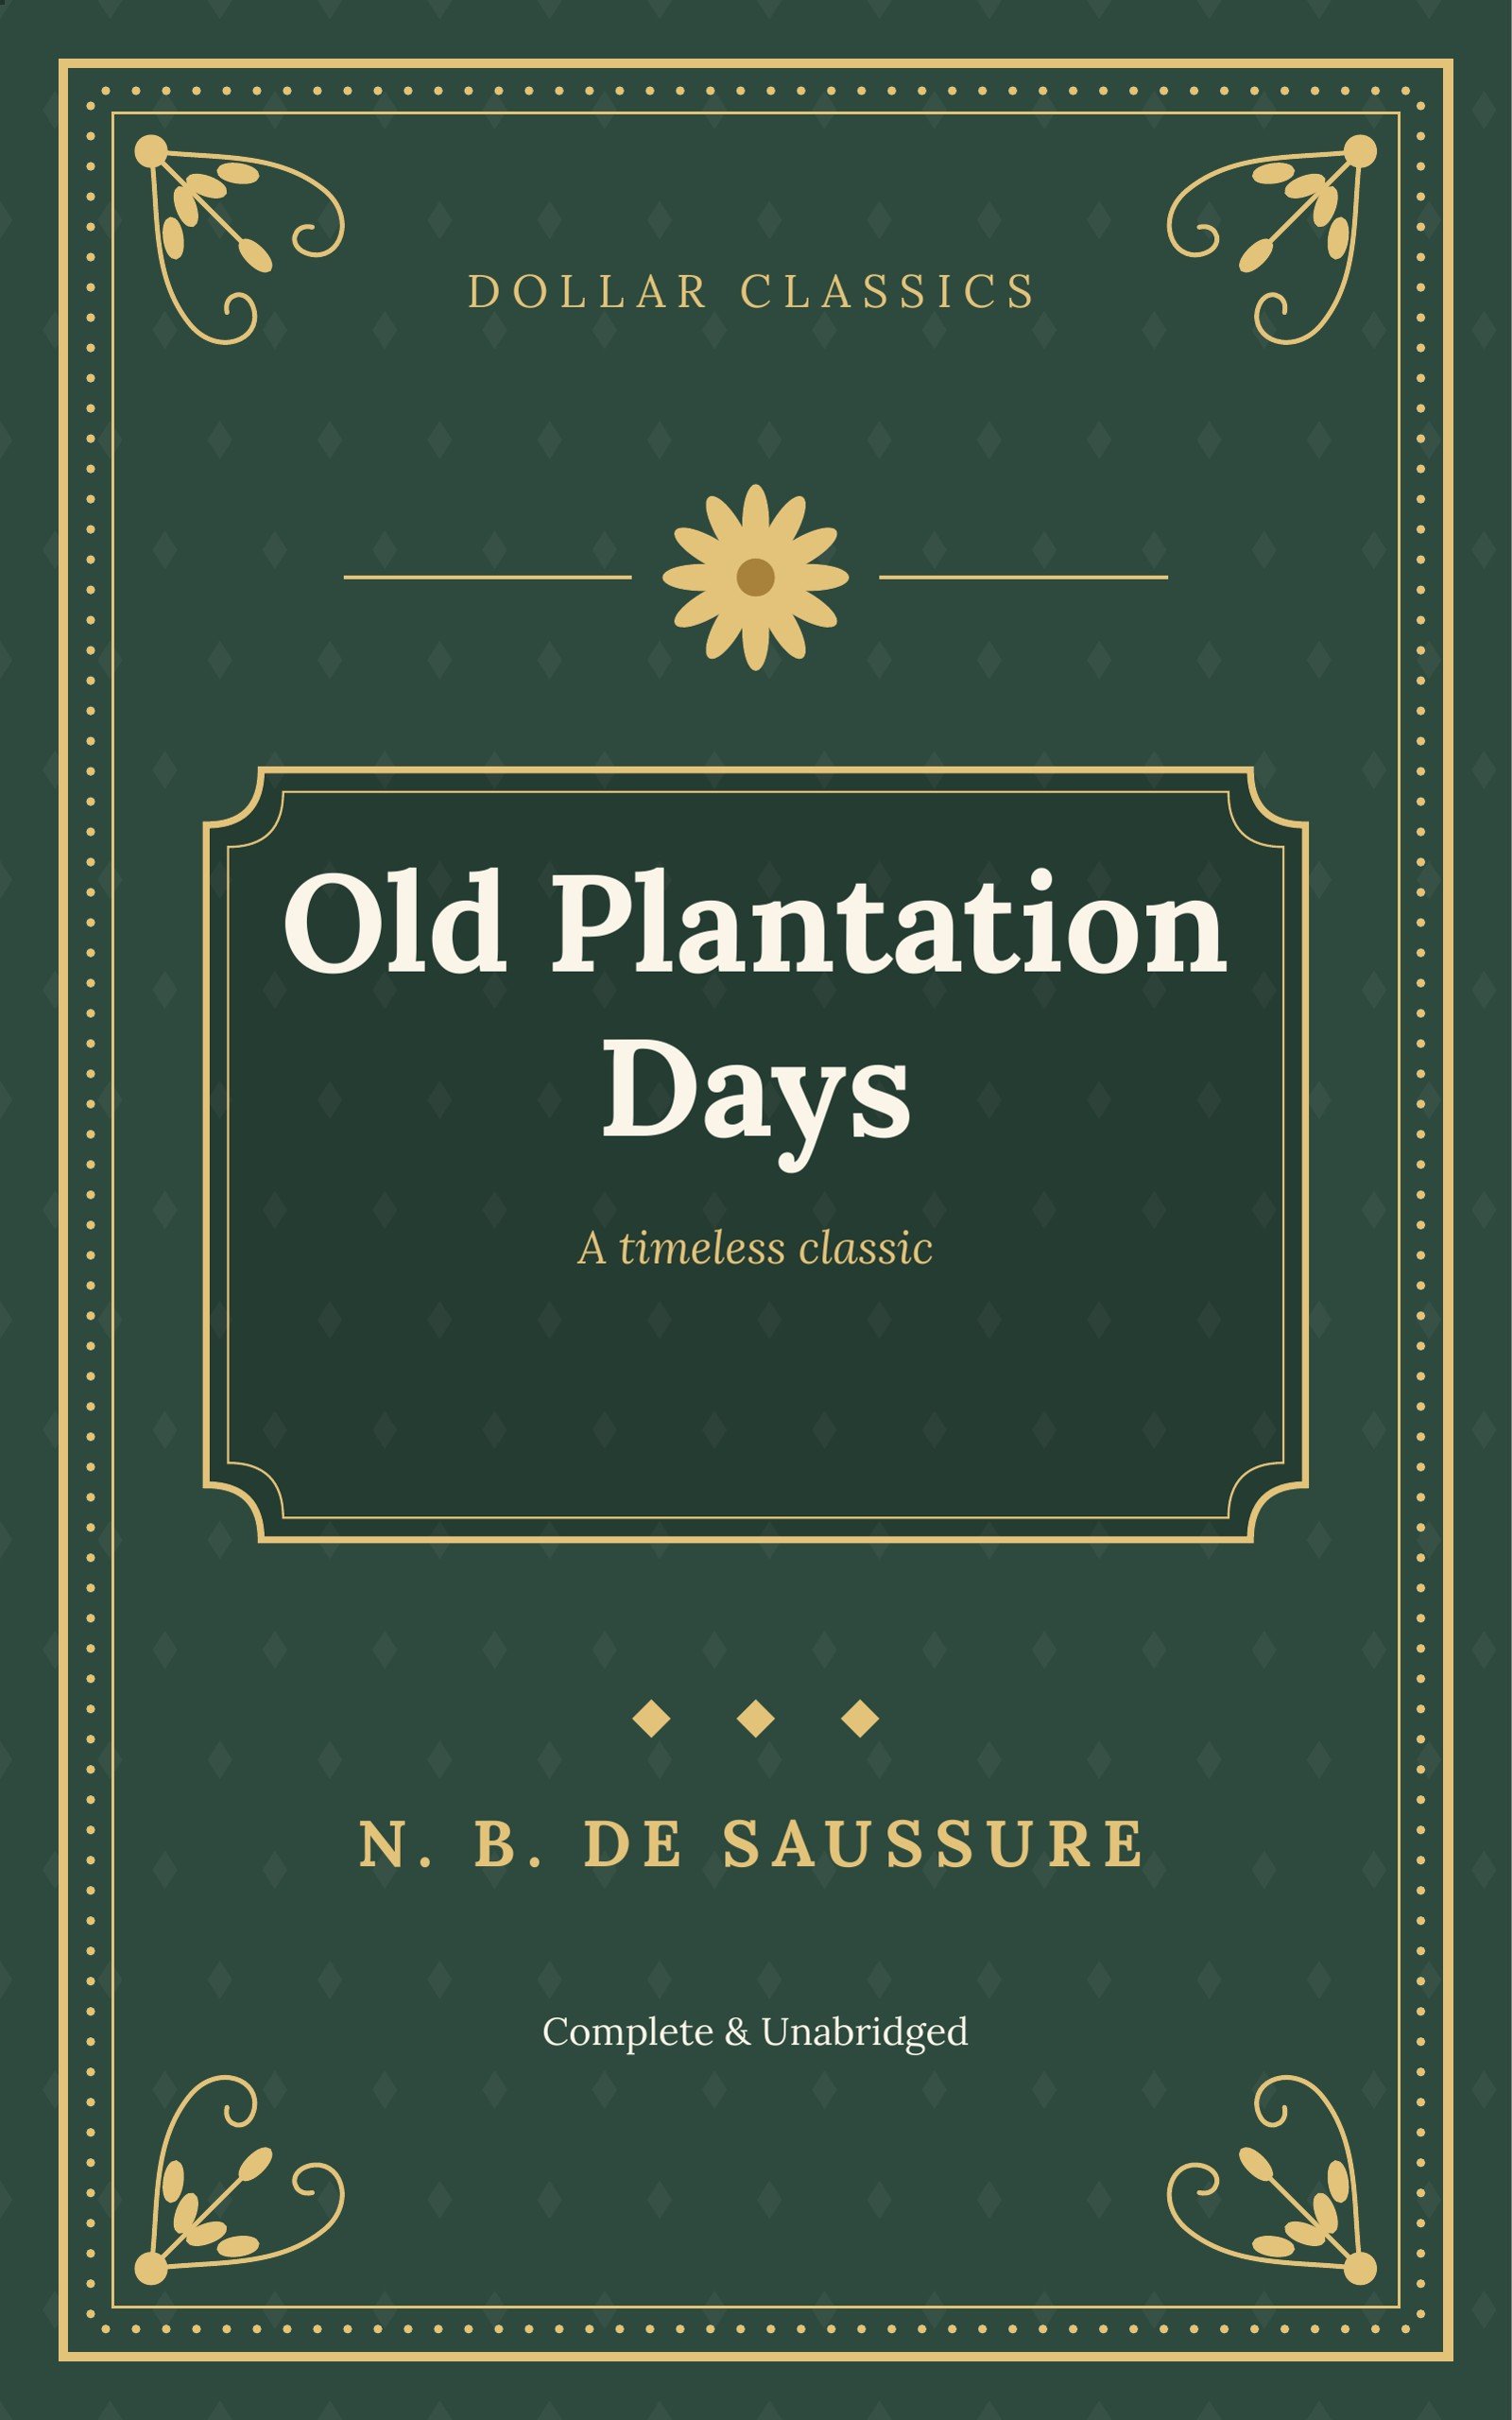 DOLLAR CLASSICS
Old Plantation
Days
A timeless classic
N. B. DE SAUSSURE
Complete & Unabridged